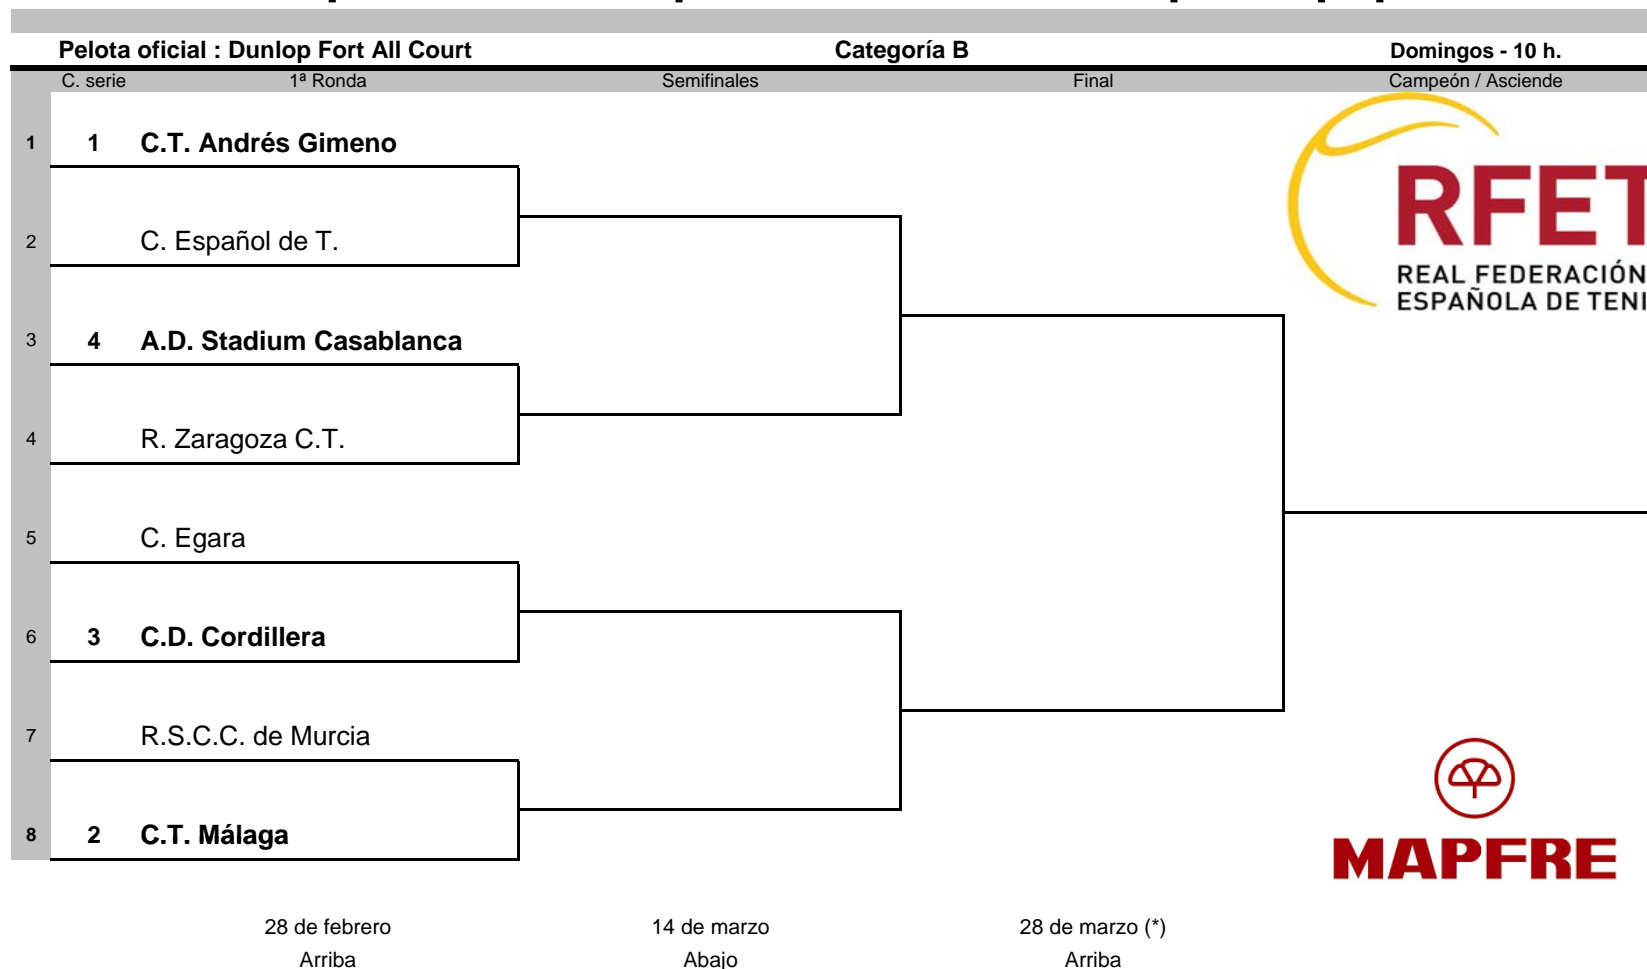 Pelota oficial : Dunlop Fort All Court Categoría B Domingos - 10 h.
C. serie 1ª Ronda Semifinales Final Campeón / Asciende
1 1 C.T. Andrés Gimeno
RFET
2 C. Español de T.
REAL FEDERACIÓN
ESPAÑOLA DE TENI
3 4 A.D. Stadium Casablanca
4 R. Zaragoza C.T.
5 C. Egara
6 3 C.D. Cordillera
7 R.S.C.C. de Murcia
8 2 C.T. Málaga
MAPFRE
28 de febrero 14 de marzo 28 de marzo (*)
Arriba Abajo Arriba